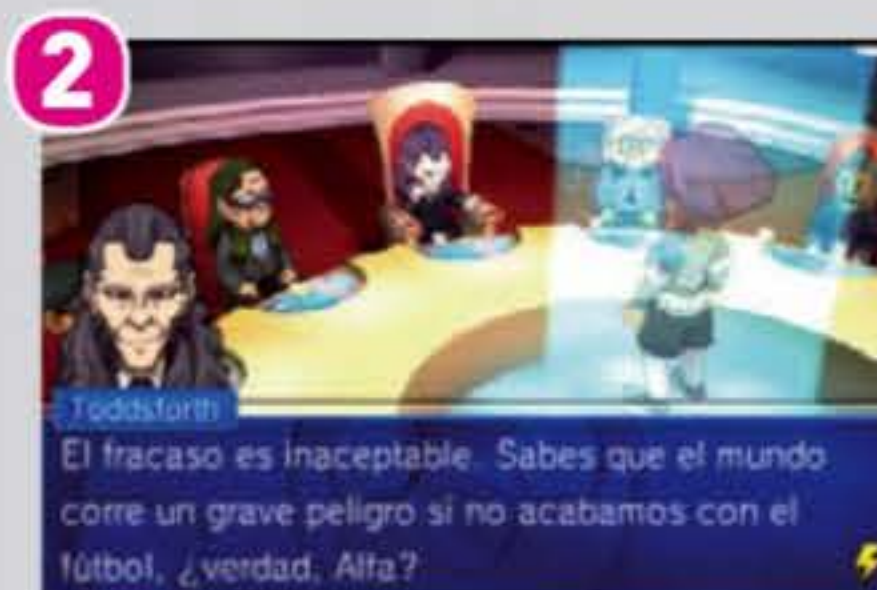 2
Toddsforth
El fracaso es inaceptable. Sabes que el mundo
corre un grave peligro si no acabamos con el
fútbol, ¿verdad, Alfa?